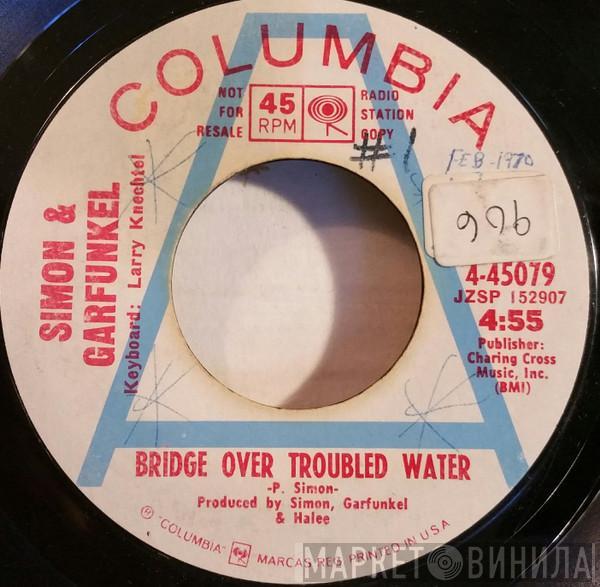 COLUMBIA
NOT
FOR
RESALE
45
RPM
RADIO
STATION
COPY
#1
FEB-1970
906
SIMON &
GARFUNKEL
Keyboard: Larry Knechtel
4-45079
JZSP 152907
4:55
Publisher:
Charing Cross
Music, Inc.
(BMI)
BRIDGE OVER TROUBLED WATER
-P. Simon-
Produced by Simon, Garfunkel
& Halee
® "COLUMBIA" MARCAS REG. PRINTED IN U S A
МАРКЕТ ВИНИЛА